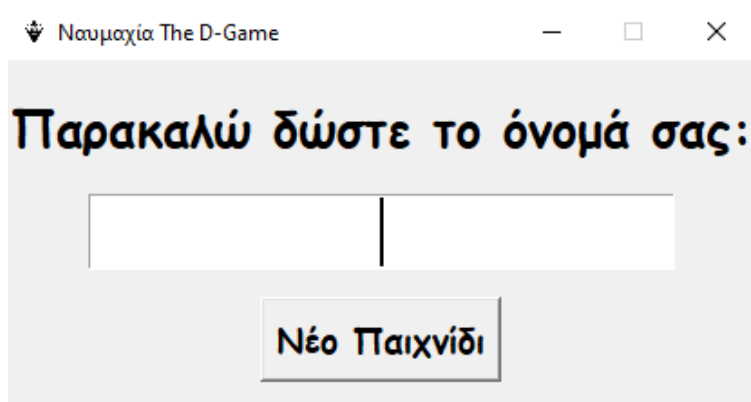 Ναυμαχία The D-Game
Παρακαλώ δώστε το όνομά σας:
Νέο Παιχνίδι